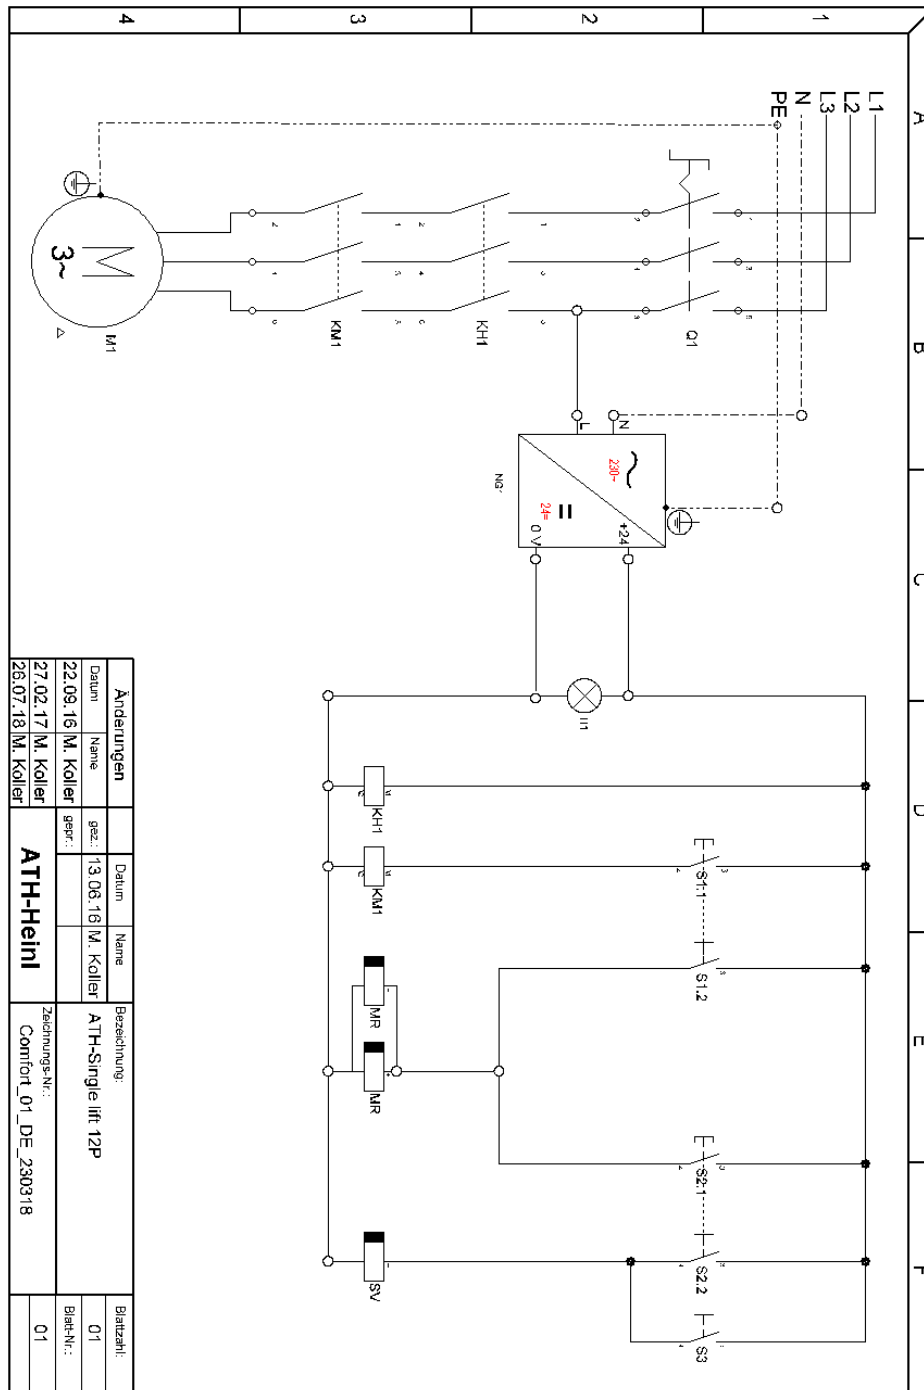 A
B
C
D
E
F
1
2
3
4
L1
L2
L3
N
PE
Q1
KH1
KM1
M
3~
M1
Δ
L
N
230~
24=
+24
0 V
H1
KH1
KM1
S1.1
S1.2
MR
MR
S2.1
S2.2
S3
SV
Änderungen
Datum
Name
22.09.16 M. Koller
27.02.17 M. Koller
26.07.18 M. Koller
Datum
Name
gez.:
13.06.16 M. Koller
gepr.:
ATH-Heinl
Bezeichnung:
ATH-Single lift 12P
Zeichnungs-Nr.:
Comfort_01_DE_230318
Blattzahl:
01
Blatt-Nr.:
01